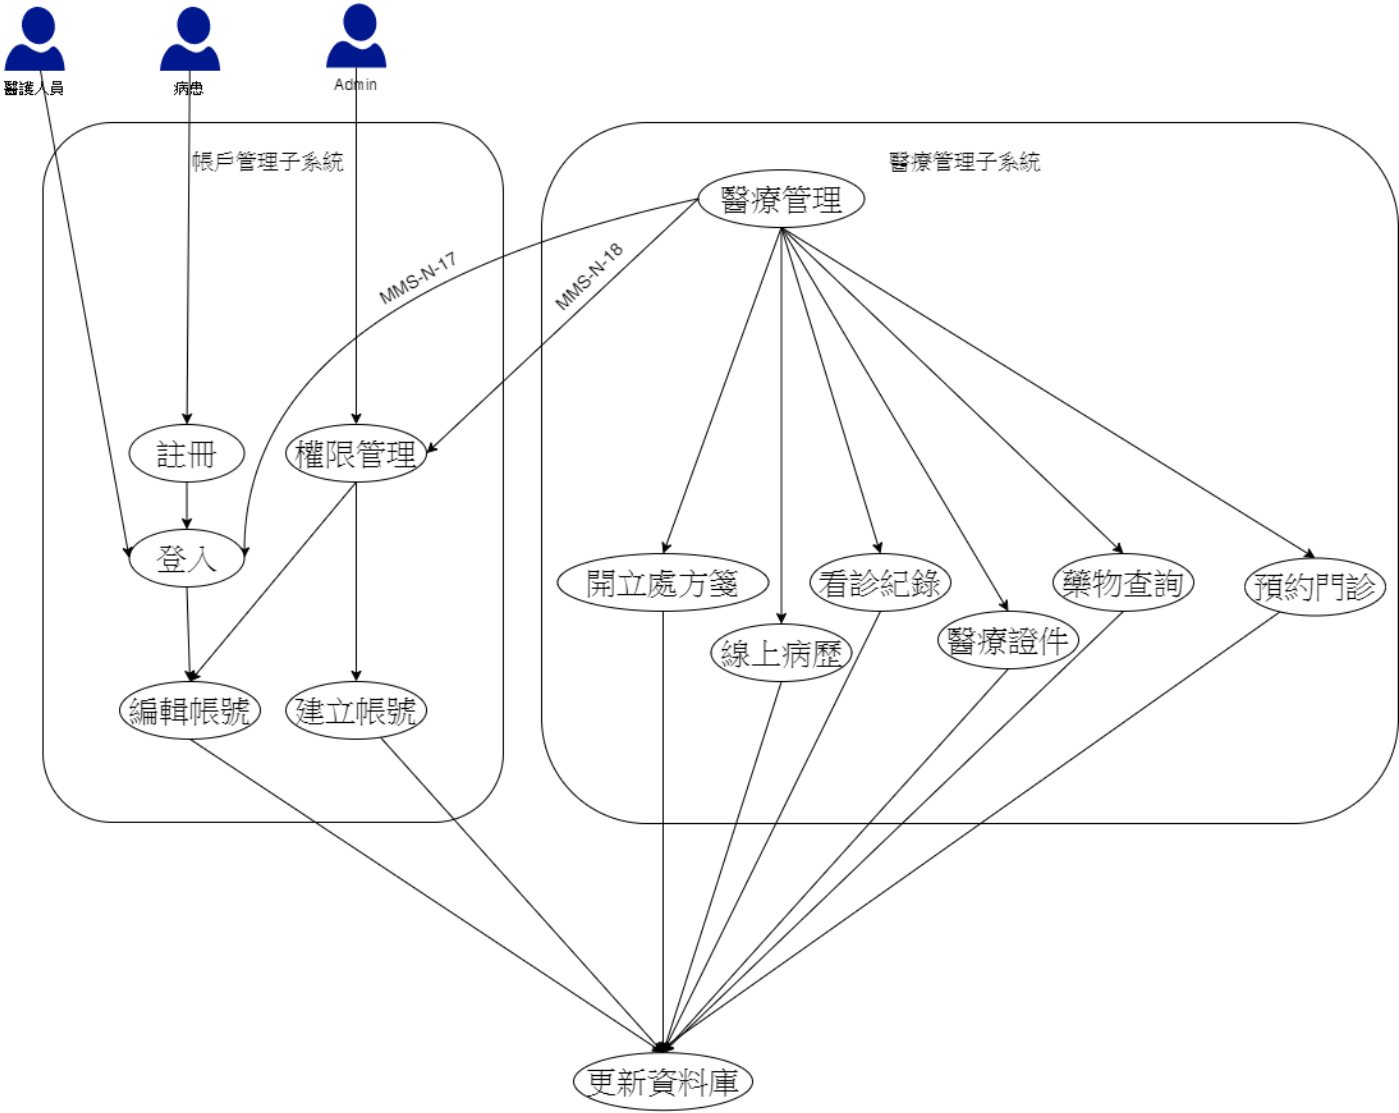 醫護人員
病患
Admin
帳戶管理子系統
醫療管理子系統
醫療管理
MMS-N-17
MMS-N-18
註冊
權限管理
登入
開立處方箋
看診紀錄
藥物查詢
預約門診
線上病歷
醫療證件
編輯帳號
建立帳號
更新資料庫